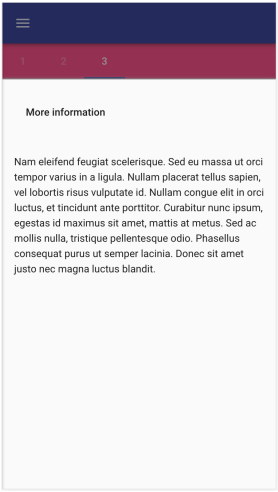 1 2 3
More information
Nam eleifend feugiat scelerisque. Sed eu massa ut orci
tempor varius in a ligula. Nullam placerat tellus sapien,
vel lobortis risus vulputate id. Nullam congue elit in orci
luctus, et tincidunt ante porttitor. Curabitur nunc ipsum,
egestas id maximus sit amet, mattis at metus. Sed ac
mollis nulla, tristique pellentesque odio. Phasellus
consequat purus ut semper lacinia. Donec sit amet
justo nec magna luctus blandit.